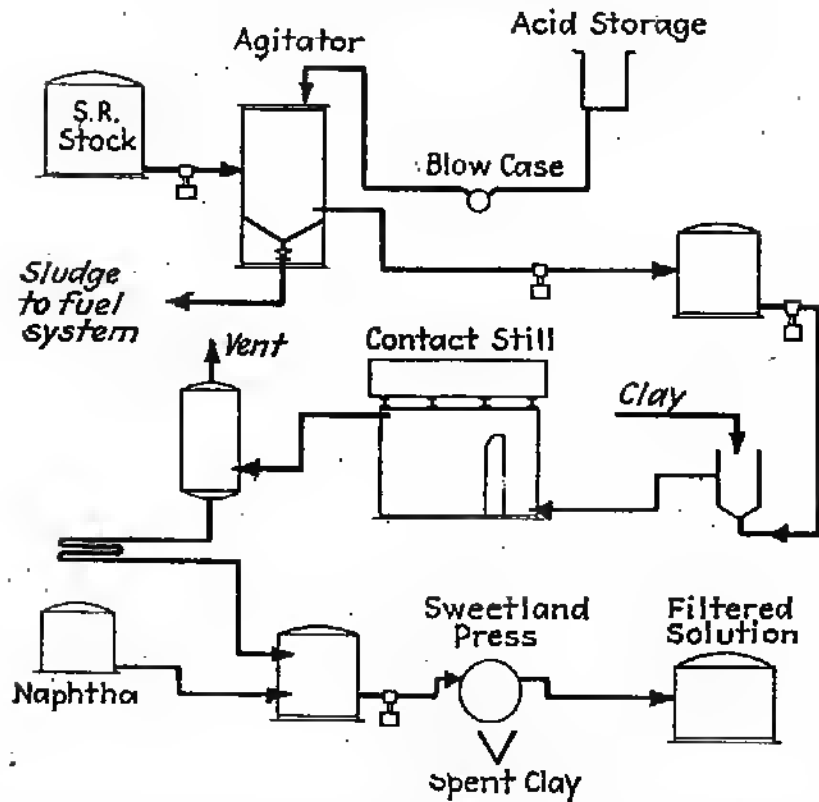 Acid Storage
Agitator
S.R.
Stock
Blow Case
Sludge
to fuel
system
Vent
Contact Still
Clay
Sweetland
Press
Filtered
Solution
Naphtha
Spent Clay